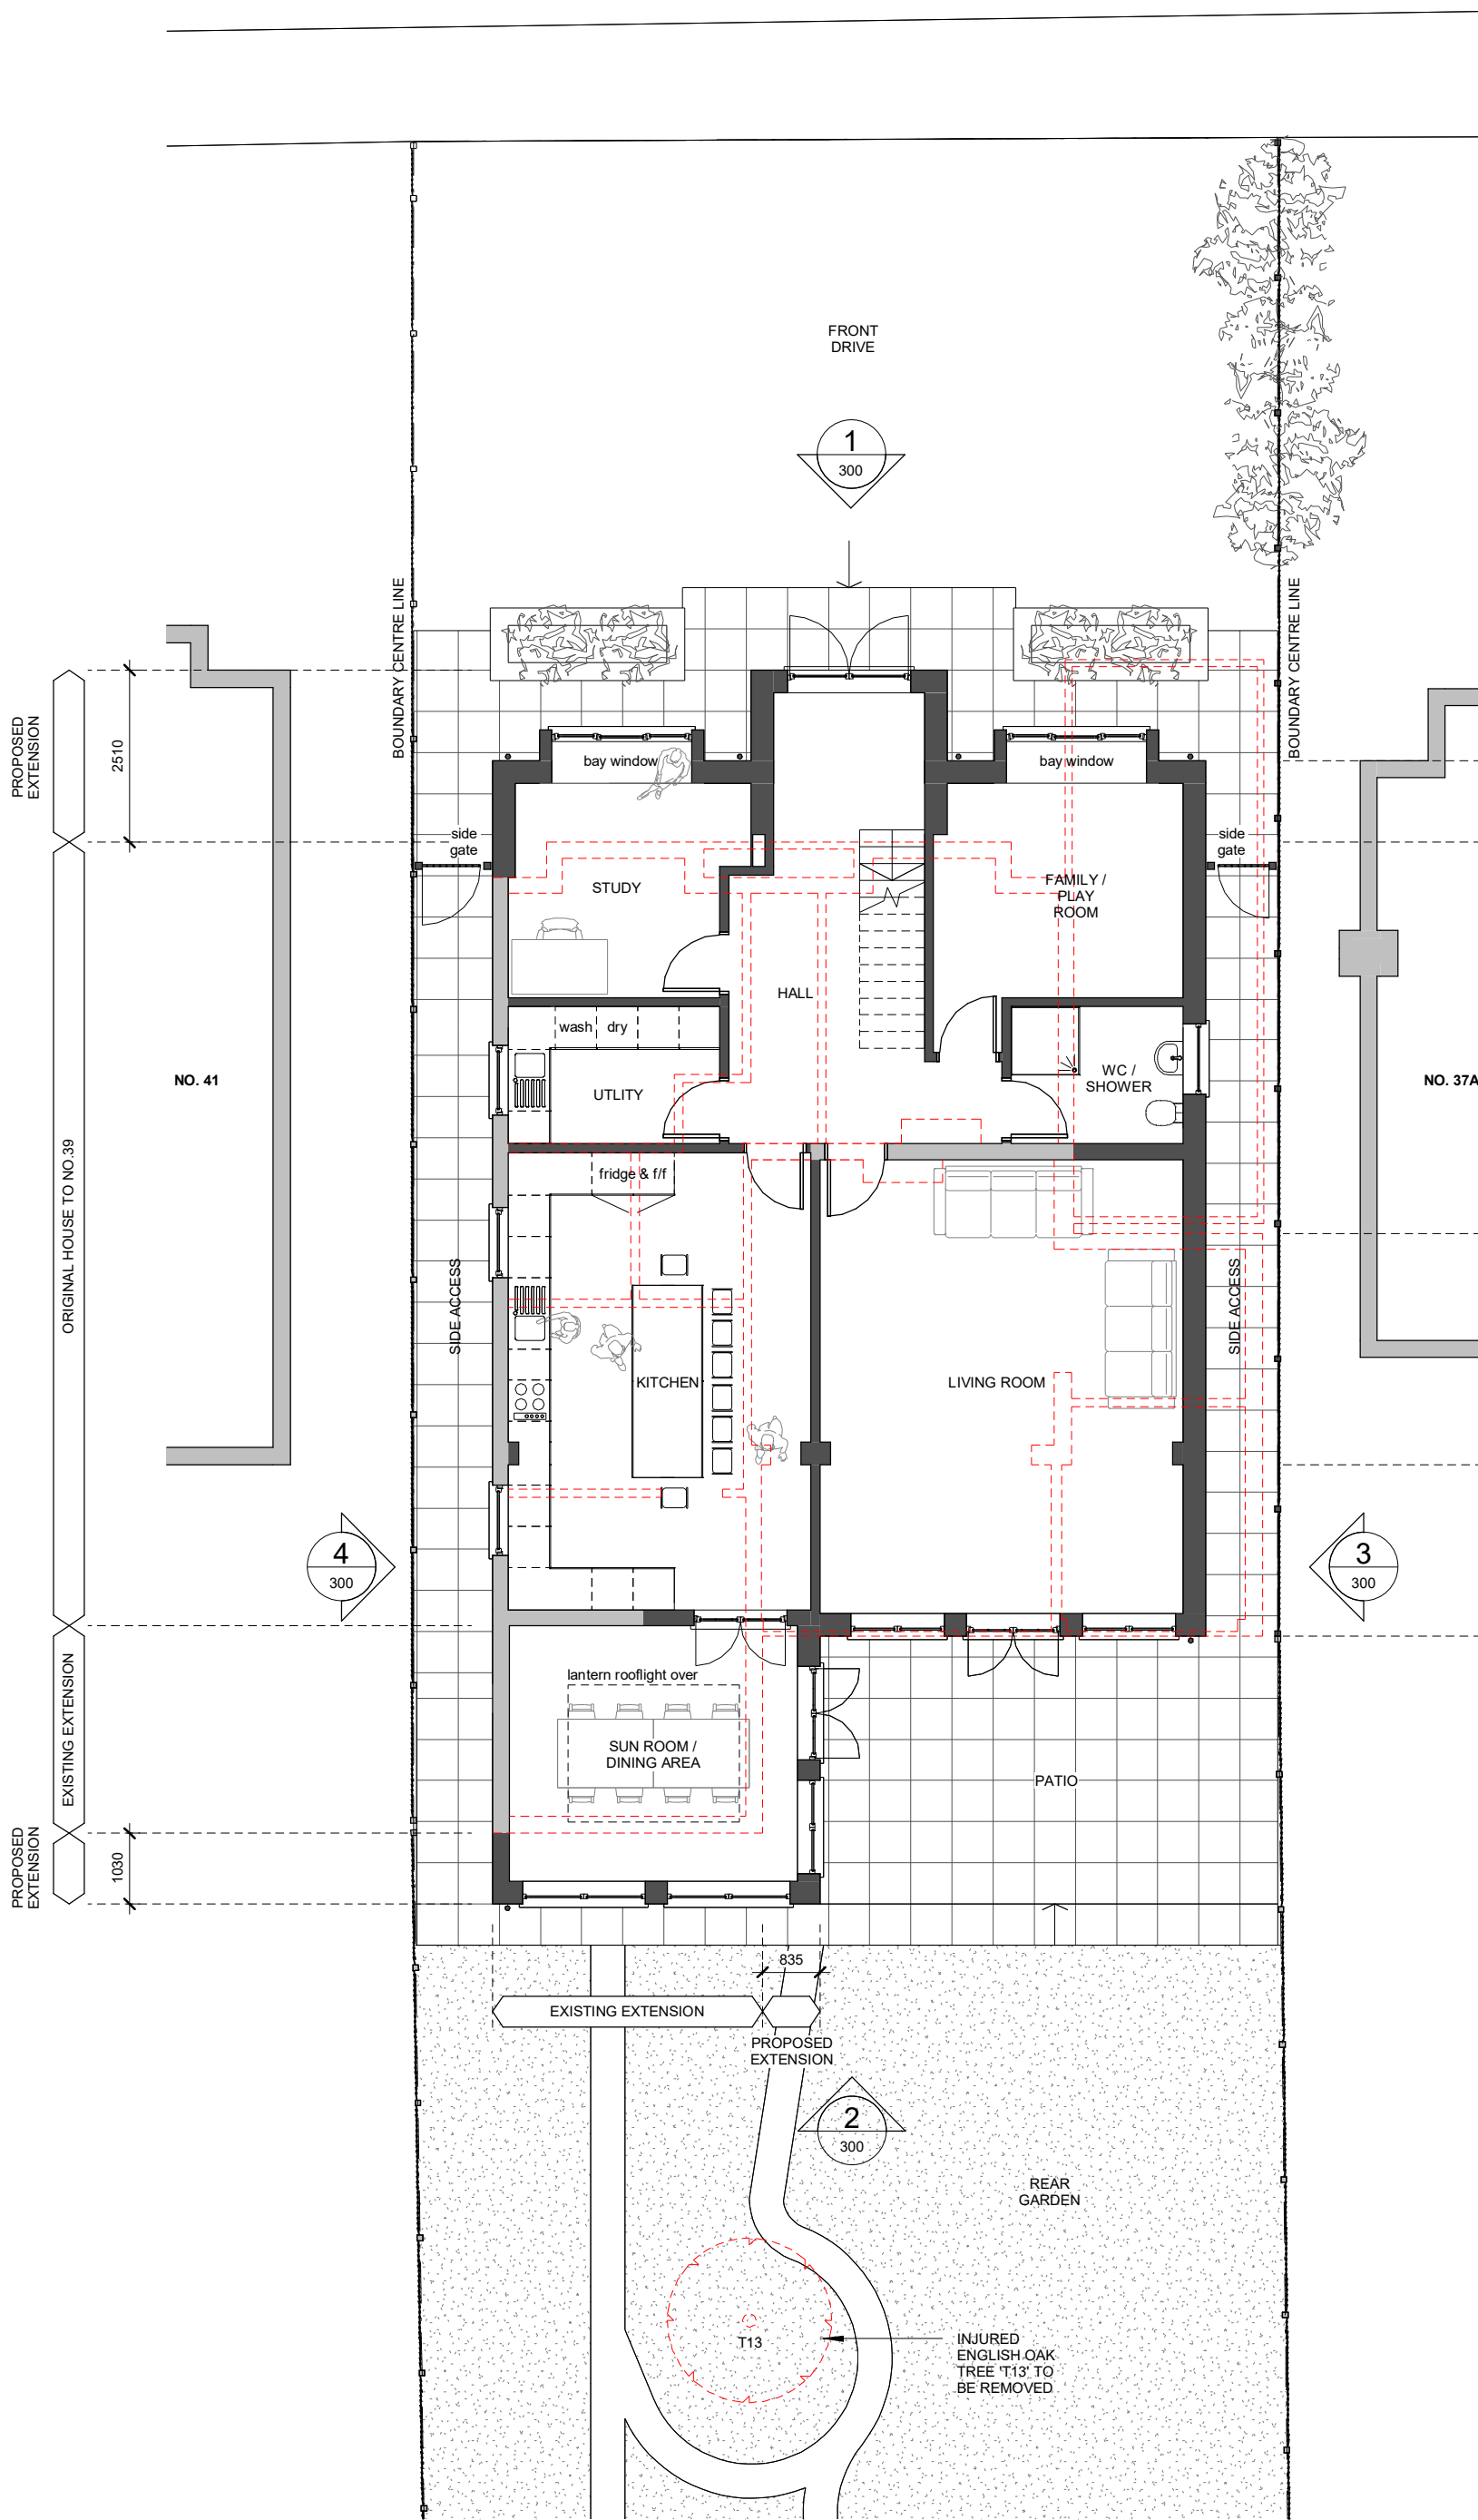 FRONT
DRIVE
1
300
BOUNDARY CENTRE LINE
BOUNDARY CENTRE LINE
PROPOSED
EXTENSION
2510
bay window
bay window
side
gate
side
gate
STUDY
FAMILY /
PLAY
ROOM
HALL
wash
dry
NO. 41
UTLITY
WC /
SHOWER
NO. 37A
ORIGINAL HOUSE TO NO.39
fridge & f/f
SIDE ACCESS
SIDE ACCESS
KITCHEN
LIVING ROOM
4
300
3
300
EXISTING EXTENSION
lantern rooflight over
SUN ROOM /
DINING AREA
PATIO
PROPOSED
EXTENSION
1030
835
EXISTING EXTENSION
PROPOSED
EXTENSION
2
300
REAR
GARDEN
T13
INJURED
ENGLISH OAK
TREE 'T13' TO
BE REMOVED